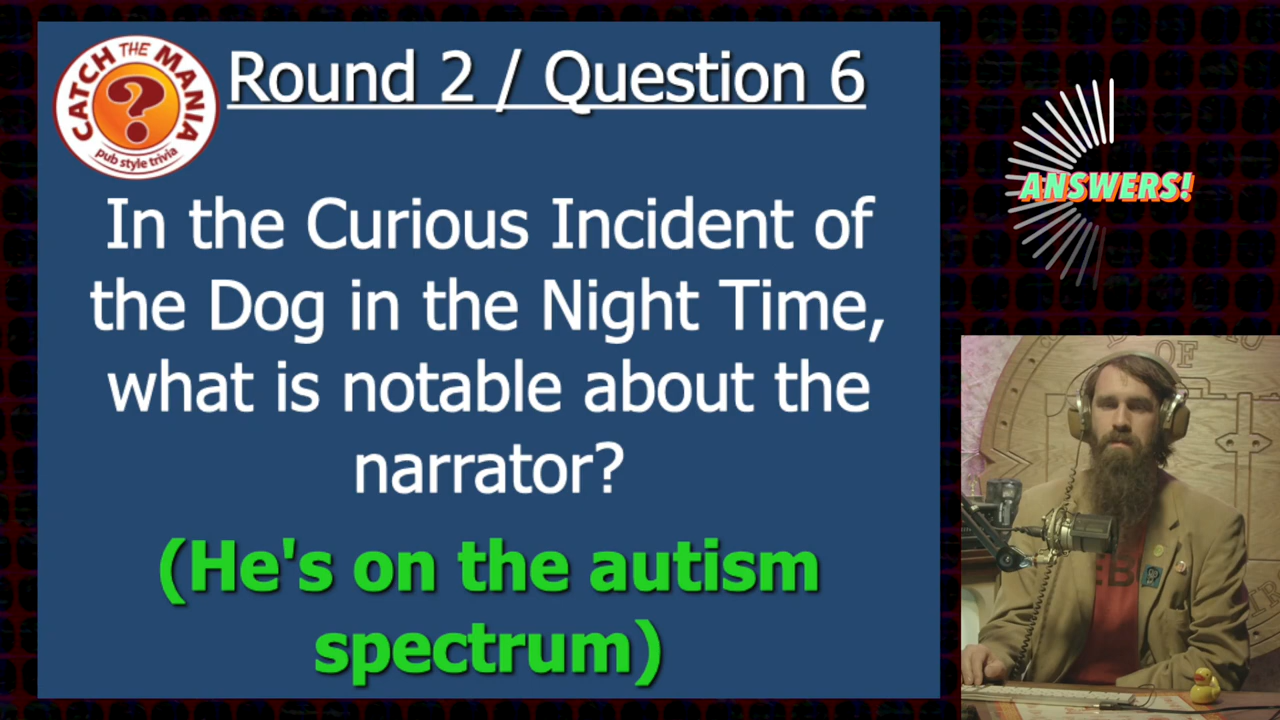 CATCH THE MANIA
pub style trivia
Round 2 / Question 6
In the Curious Incident of
the Dog in the Night Time,
what is notable about the
narrator?
(He's on the autism
spectrum)
ANSWERS!
OF